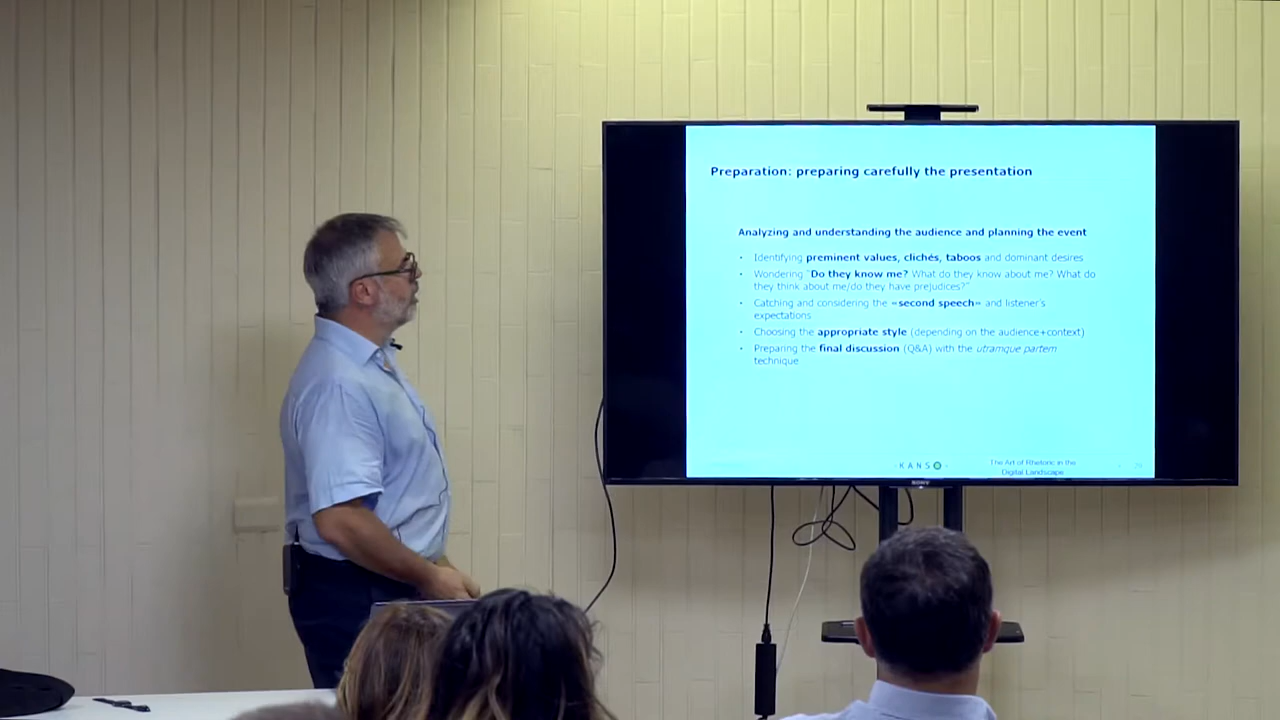 Preparation: preparing carefully the presentation
Analyzing and understanding the audience and planning the event
• Identifying prominent values, clichés, taboos and dominant desires
• Wondering "Do they know me? What do they know about me? What do
they think about me/do they have prejudices?"
• Catching and considering the «second speech» and listener's
expectations
• Choosing the appropriate style (depending on the audience+context)
• Preparing the final discussion (Q&A) with the utramque partem
technique
KANSO
The Art of Rhetoric in the
Digital Landscape
SONY